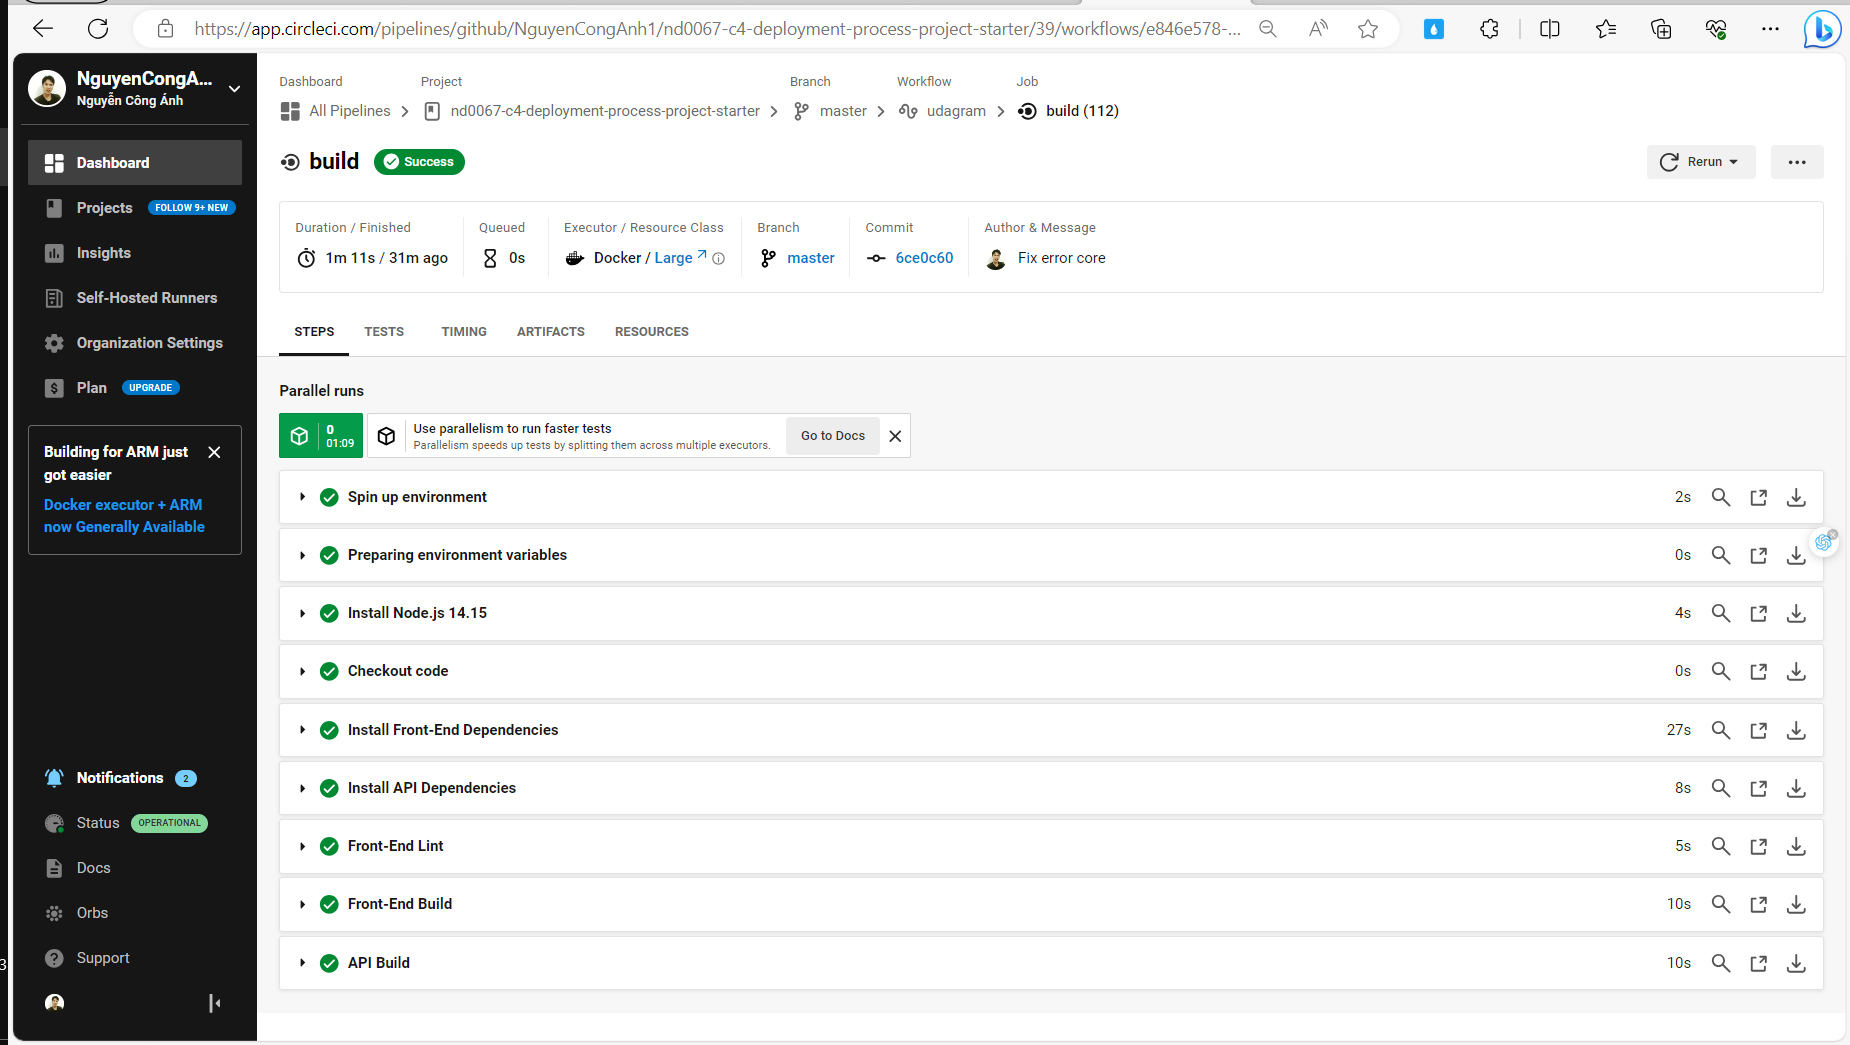 https://app.circleci.com/pipelines/github/NguyenCongAnh1/nd0067-c4-deployment-process-project-starter/39/workflows/e846e578-...
NguyenCongA...
Nguyễn Công Ánh
Dashboard
Projects FOLLOW 9+ NEW
Insights
Self-Hosted Runners
Organization Settings
Plan UPGRADE
Building for ARM just
got easier
Docker executor + ARM
now Generally Available
Notifications 2
Status OPERATIONAL
Docs
Orbs
Support
3
Dashboard Project Branch Workflow Job
All Pipelines nd0067-c4-deployment-process-project-starter master udagram build (112)
build Success
Rerun
Duration / Finished Queued Executor / Resource Class Branch Commit Author & Message
1m 11s / 31m ago 0s Docker / Large master 6ce0c60 Fix error core
STEPS TESTS TIMING ARTIFACTS RESOURCES
Parallel runs
0
01:09
Use parallelism to run faster tests
Parallelism speeds up tests by splitting them across multiple executors.
Go to Docs
Spin up environment 2s
Preparing environment variables 0s
Install Node.js 14.15 4s
Checkout code 0s
Install Front-End Dependencies 27s
Install API Dependencies 8s
Front-End Lint 5s
Front-End Build 10s
API Build 10s